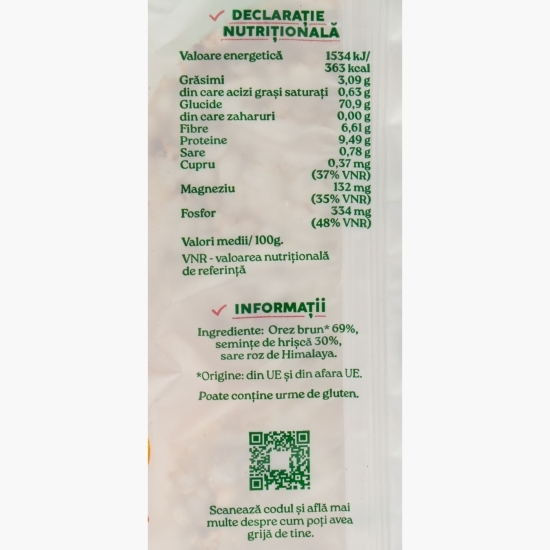 DECLARAȚIE
NUTRIȚIONALĂ
Valoare energetică 1534 kJ/
363 kcal
Grăsimi 3,09 g
din care acizi grași saturați 0,63 g
Glucide 70,9 g
din care zaharuri 0,00 g
Fibre 6,61 g
Proteine 9,49 g
Sare 0,78 g
Cupru 0,37 mg
(37% VNR)
Magneziu 132 mg
(35% VNR)
Fosfor 334 mg
(48% VNR)
Valori medii/ 100g.
VNR - valoarea nutrițională
de referință
INFORMAȚII
Ingrediente: Orez brun* 69%,
semințe de hrișcă 30%,
sare roz de Himalaya.
*Origine: din UE și din afara UE.
Poate conține urme de gluten.
Scanează codul și află mai
multe despre cum poți avea
grijă de tine.